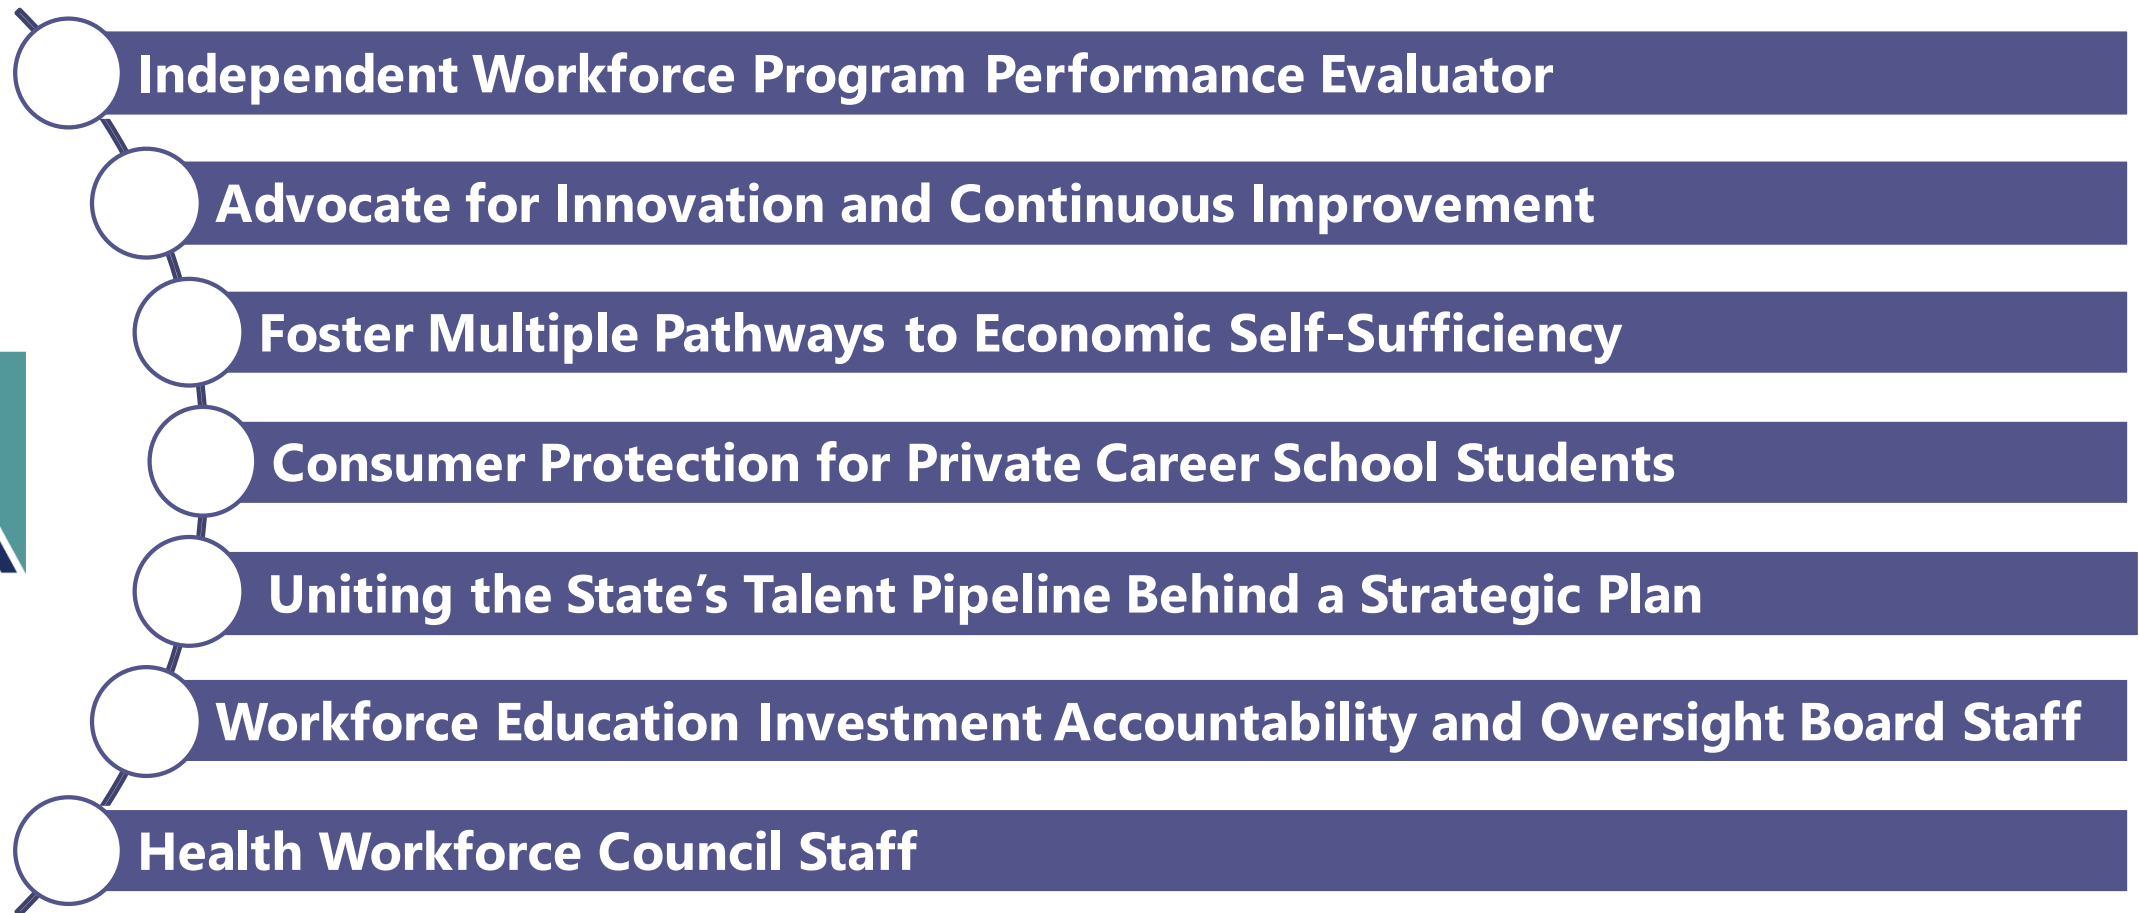 Independent Workforce Program Performance Evaluator
Advocate for Innovation and Continuous Improvement
Foster Multiple Pathways to Economic Self-Sufficiency
Consumer Protection for Private Career School Students
Uniting the State’s Talent Pipeline Behind a Strategic Plan
Workforce Education Investment Accountability and Oversight Board Staff
Health Workforce Council Staff